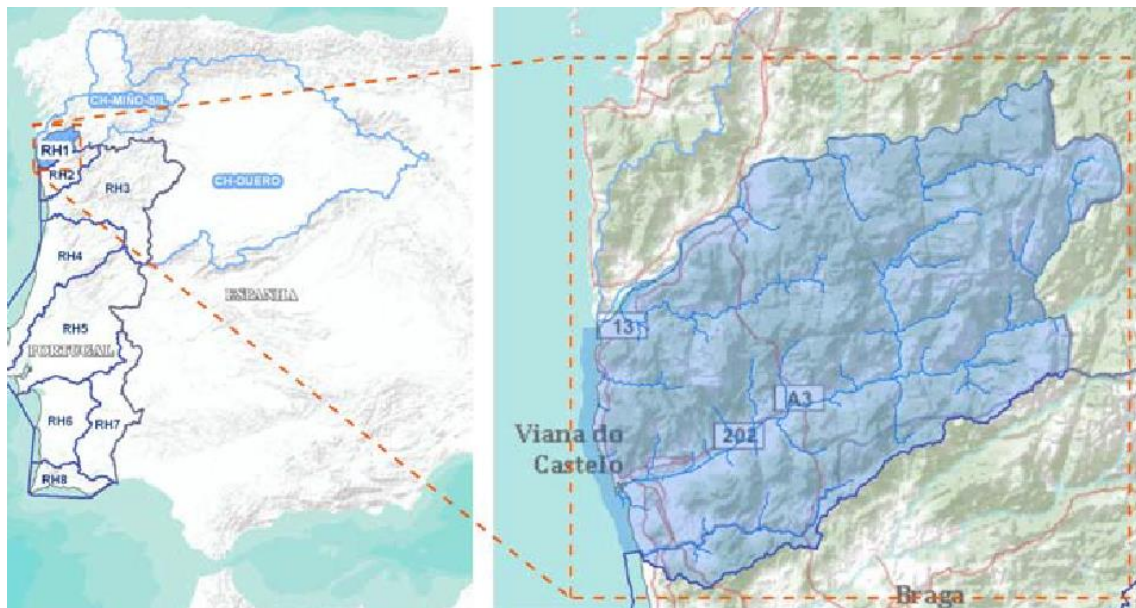 CH-MIÑO-SIL
RH1
RH2
RH3
CH-DUERO
RH4
ESPANHA
RH5
PORTUGAL
RH6
RH7
RH8
13
A3
202
Viana do
Castelo
Braga